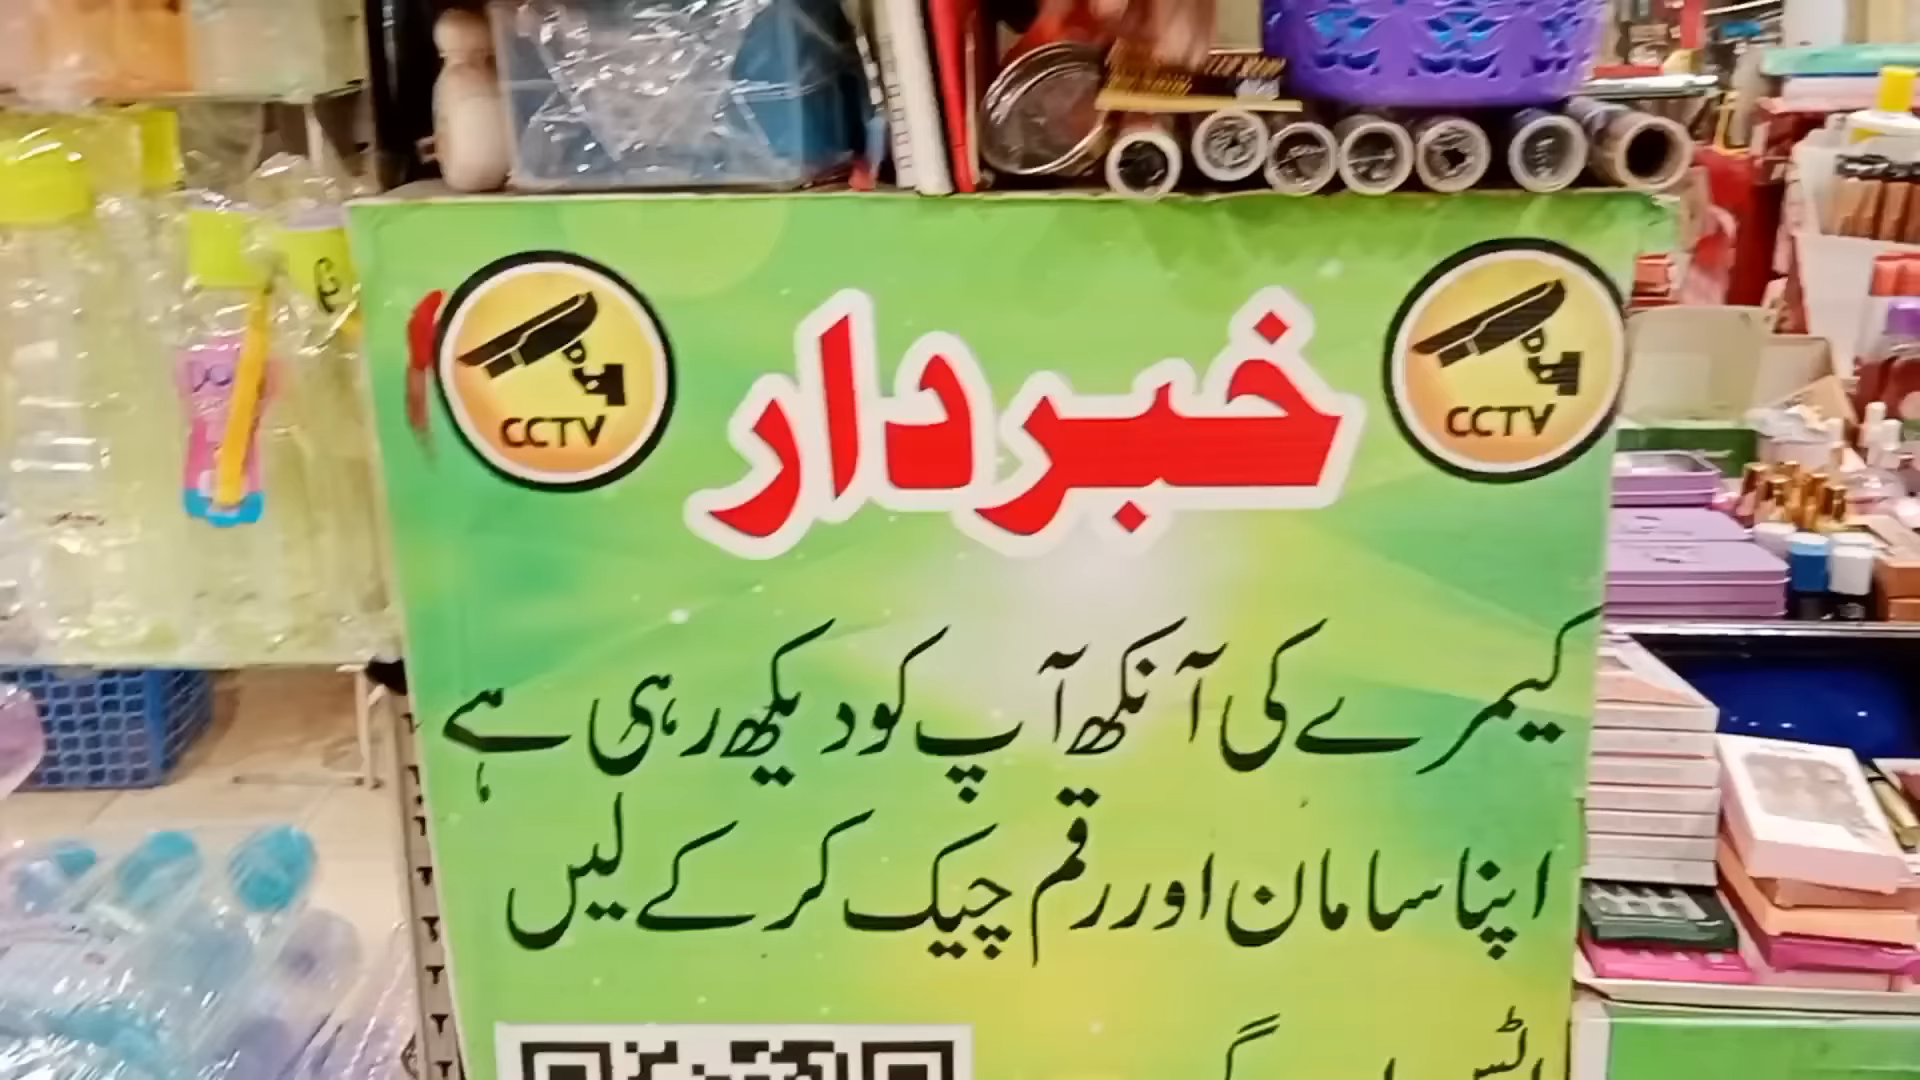 CCTV
خبردار
CCTV
کیمرے کی آنکھ آپ کو دیکھ رہی ہے
اپنا سامان اور رقم چیک کر کے لیں